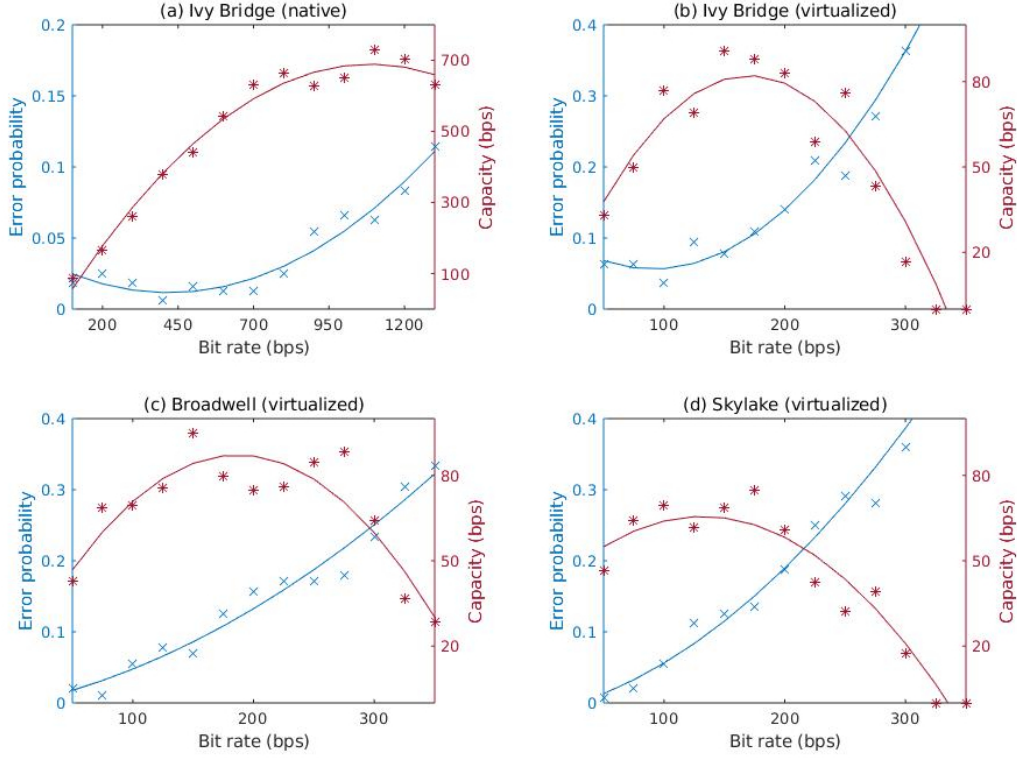 (a) Ivy Bridge (native)
0.2
0.15
0.1
0.05
0
Error probability
700
500
300
100
Capacity (bps)
200 450 700 950 1200
Bit rate (bps)
(b) Ivy Bridge (virtualized)
0.4
0.3
0.2
0.1
0
Error probability
80
50
20
Capacity (bps)
100 200 300
Bit rate (bps)
(c) Broadwell (virtualized)
0.4
0.3
0.2
0.1
0
Error probability
80
50
20
Capacity (bps)
100 200 300
Bit rate (bps)
(d) Skylake (virtualized)
0.4
0.3
0.2
0.1
0
Error probability
80
50
20
Capacity (bps)
100 200 300
Bit rate (bps)